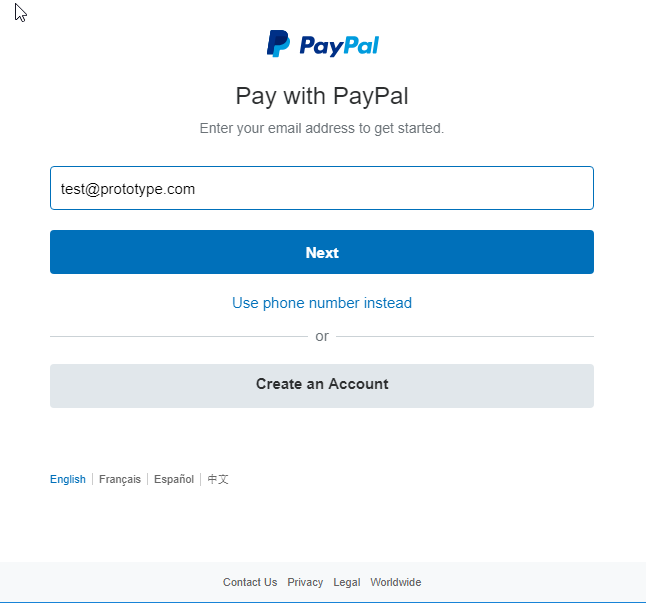 PayPal
Pay with PayPal
Enter your email address to get started.
test@prototype.com
Next
Use phone number instead
or
Create an Account
English Français Español 中文
Contact Us Privacy Legal Worldwide